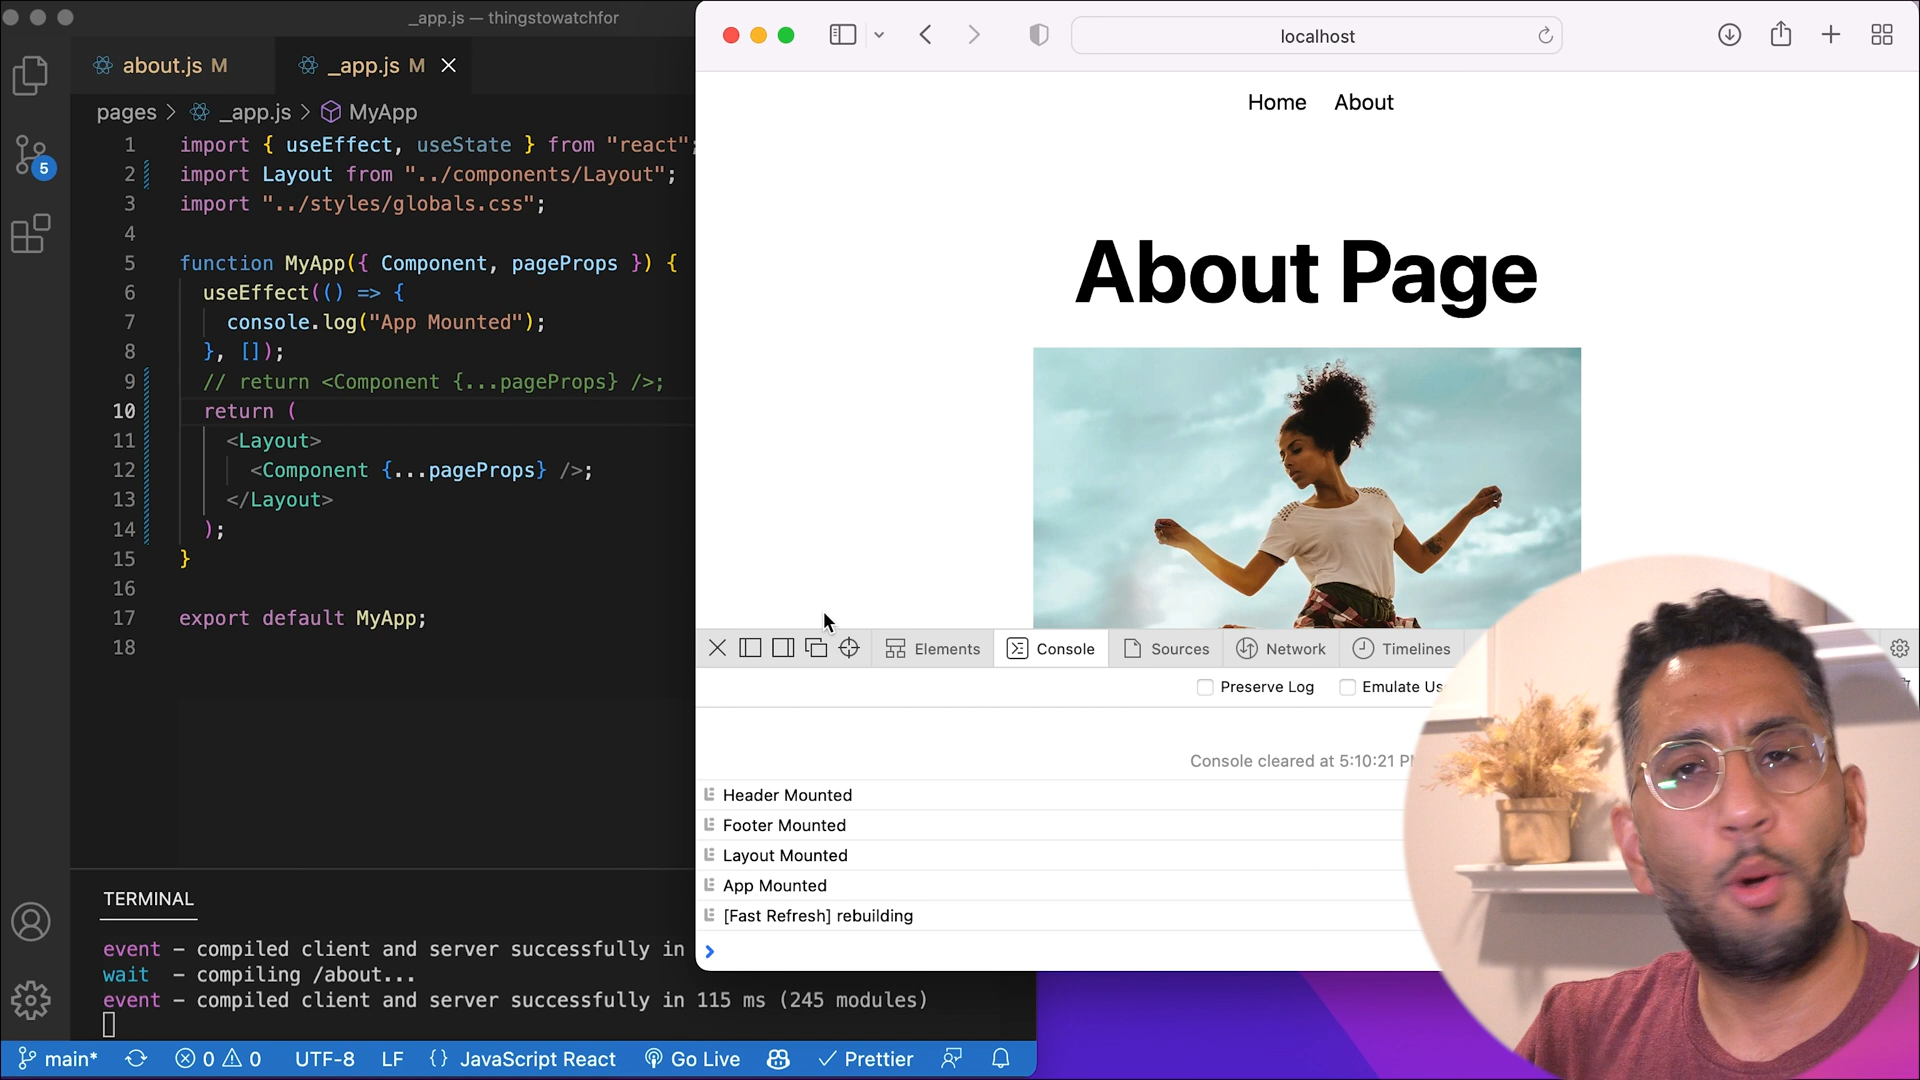 _app.js — thingstowatchfor
about.js M
_app.js M
pages > _app.js > MyApp
1 import { useEffect, useState } from "react";
2 import Layout from "../components/Layout";
3 import "../styles/globals.css";
4
5 function MyApp({ Component, pageProps }) {
6 useEffect(() => {
7 console.log("App Mounted");
8 }, []);
9 // return <Component {...pageProps} />;
10 return (
11 <Layout>
12 <Component {...pageProps} />;
13 </Layout>
14 );
15 }
16
17 export default MyApp;
18
5
TERMINAL
event - compiled client and server successfully in
wait - compiling /about...
event - compiled client and server successfully in 115 ms (245 modules)
main* 0 0 UTF-8 LF {} JavaScript React Go Live Prettier
localhost
Home About
About Page
Elements Console Sources Network Timelines
Preserve Log Emulate
Console cleared at 5:10:21
Header Mounted
Footer Mounted
Layout Mounted
App Mounted
[Fast Refresh] rebuilding